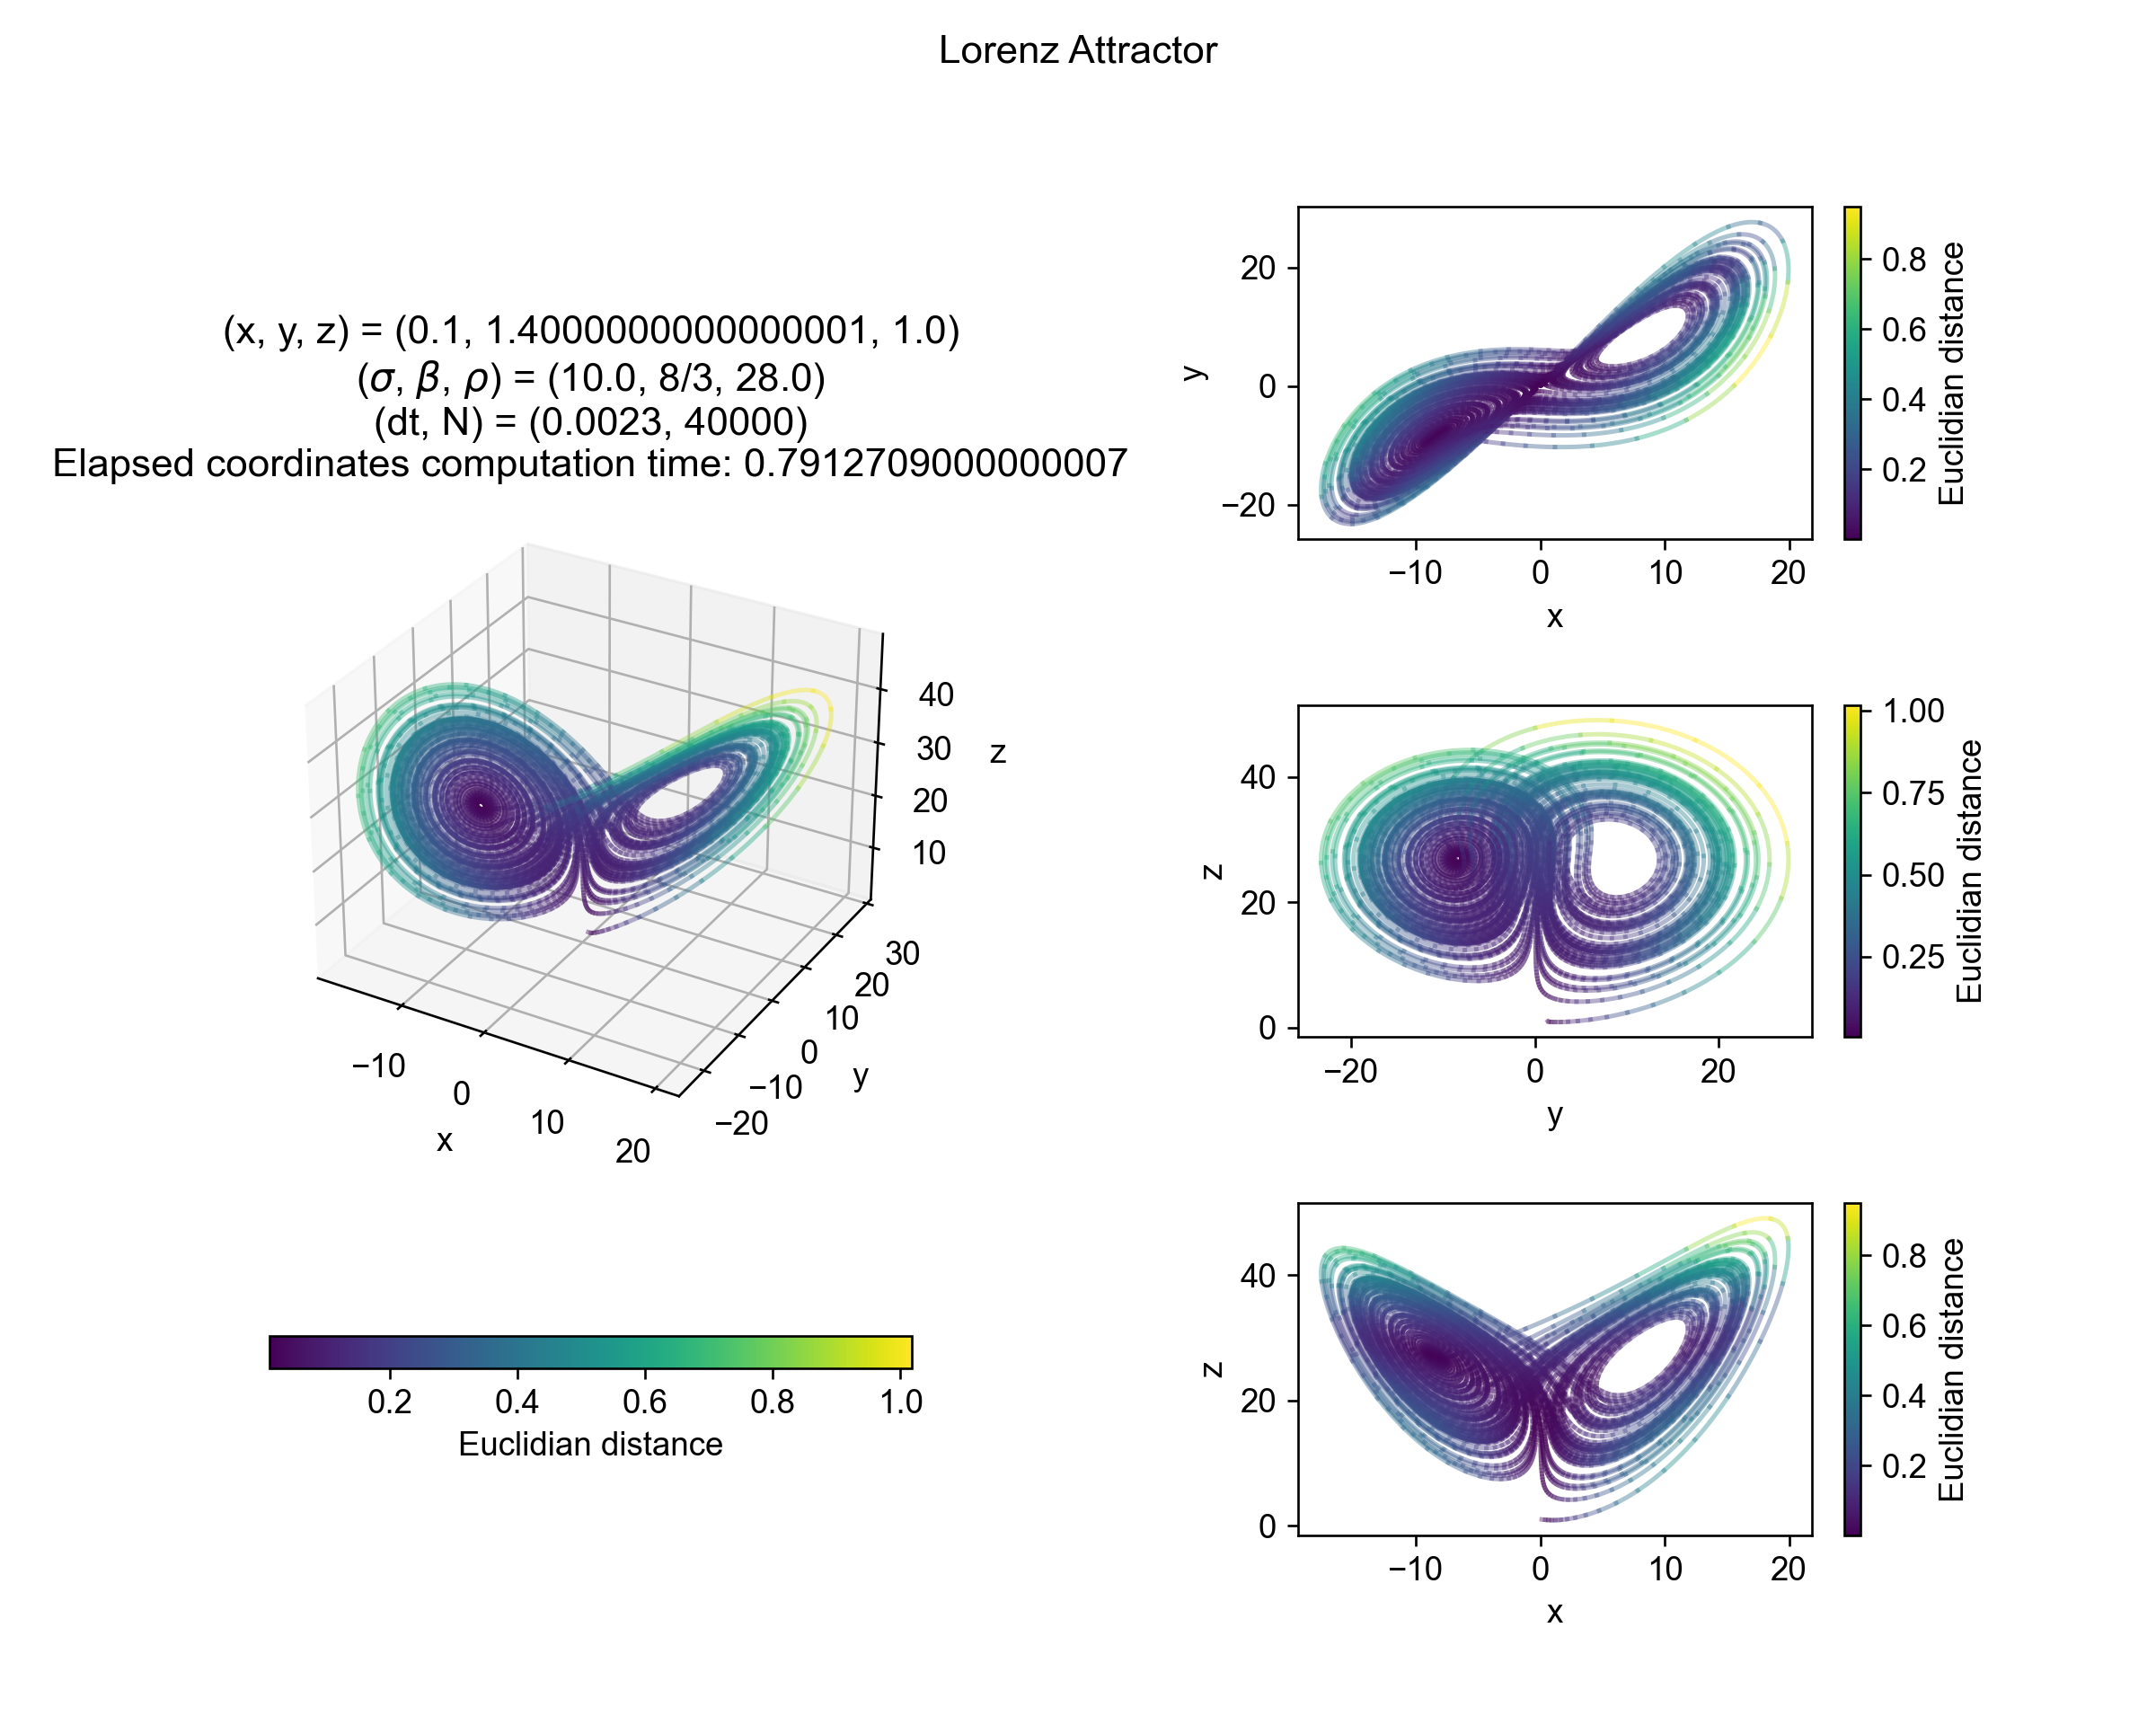 Lorenz Attractor
(x, y, z) = (0.1, 1.4000000000000001, 1.0)
(σ, β, ρ) = (10.0, 8/3, 28.0)
(dt, N) = (0.0023, 40000)
Elapsed coordinates computation time: 0.7912709000000007
40
30
20
10
z
30
20
10
0
−10
−20
y
−10
0
10
20
x
0.2 0.4 0.6 0.8 1.0
Euclidian distance
20
0
−20
y
−10 0 10 20
x
0.8
0.6
0.4
0.2
Euclidian distance
40
20
0
z
−20 0 20
y
1.00
0.75
0.50
0.25
Euclidian distance
40
20
0
z
−10 0 10 20
x
0.8
0.6
0.4
0.2
Euclidian distance